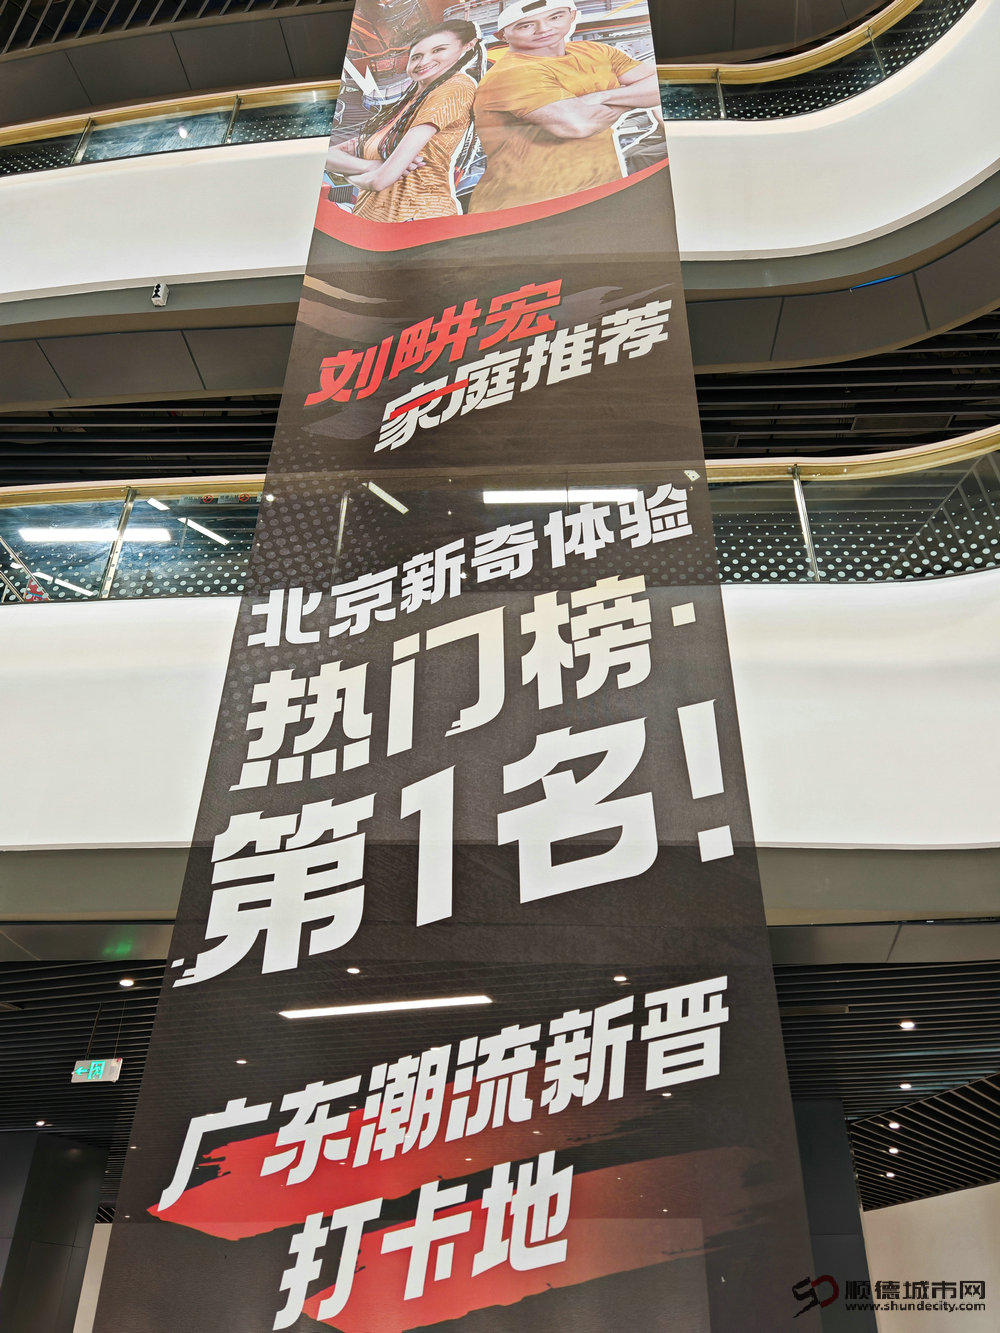 刘畊宏
家庭推荐
北京新奇体验
热门榜·
第1名!
广东潮流新晋
打卡地
顺德城市网
www.shundecity.com